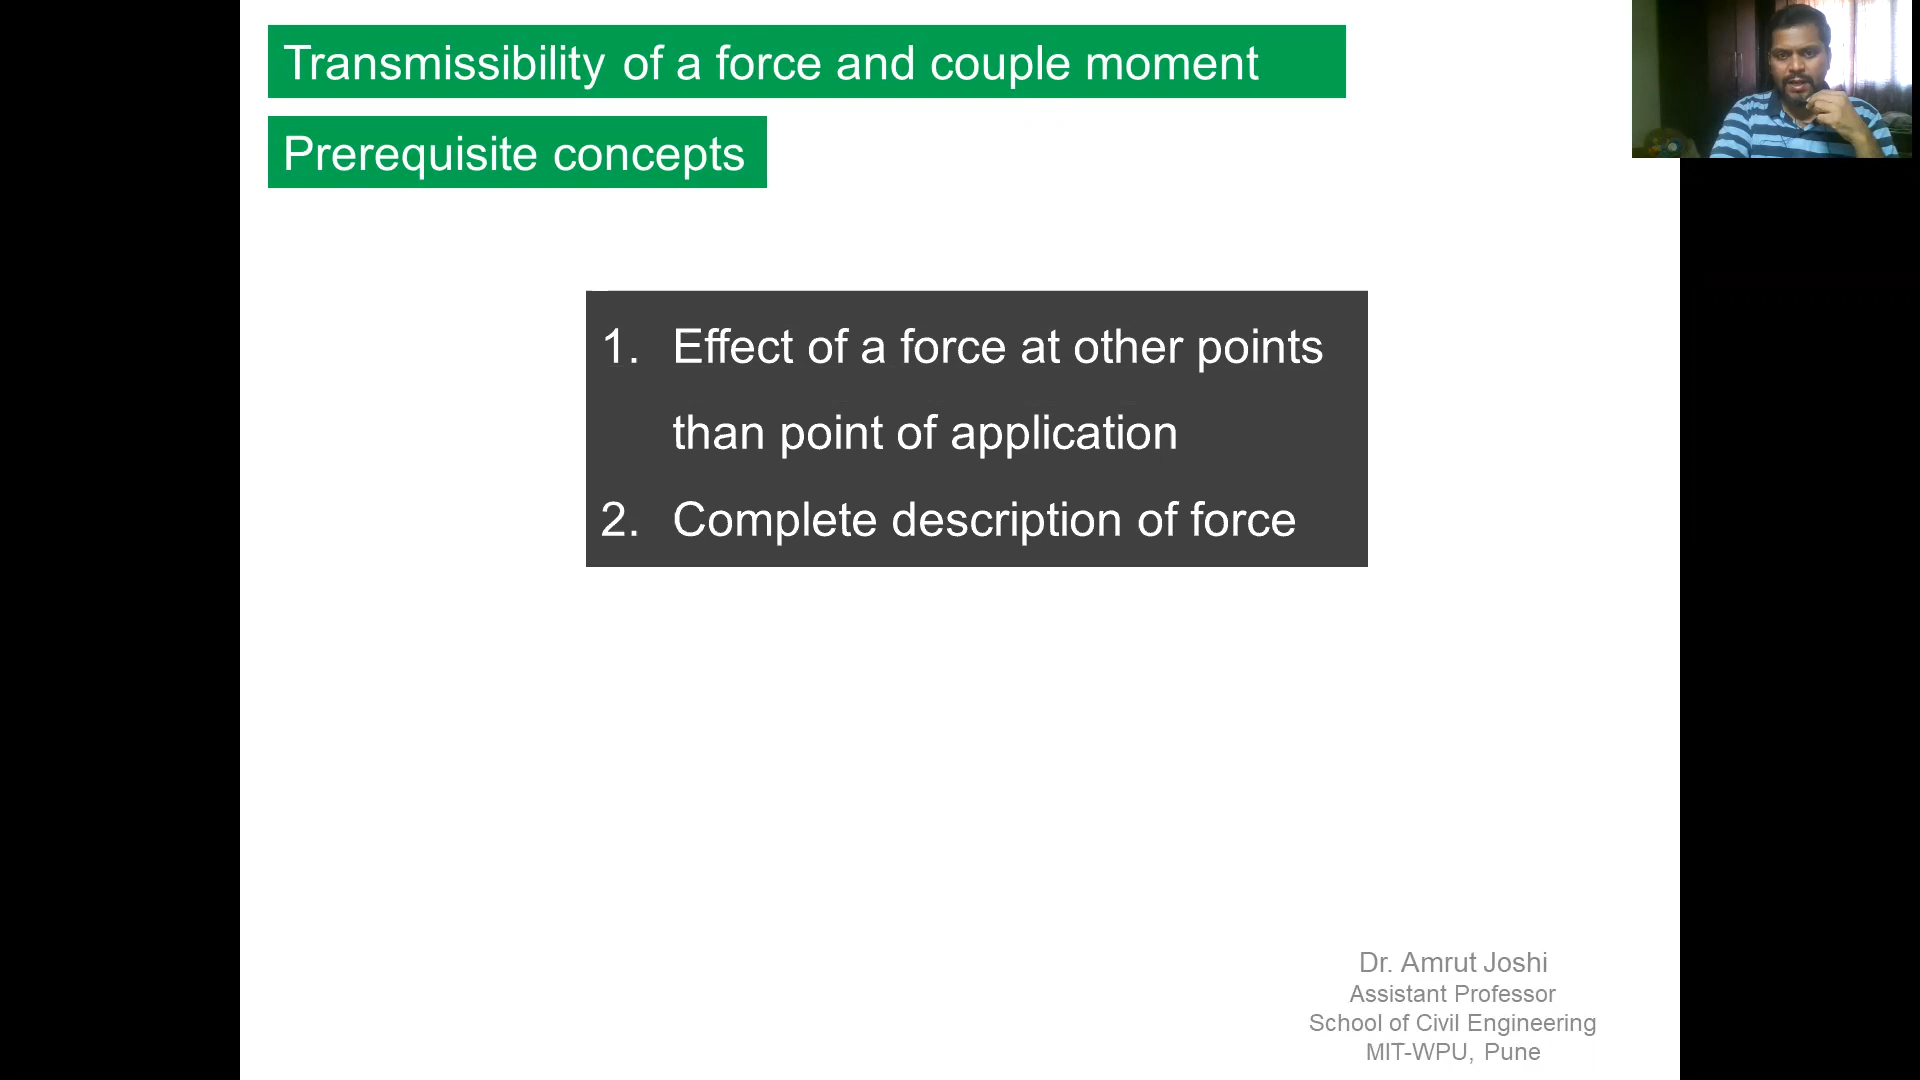 Transmissibility of a force and couple moment
Prerequisite concepts
1. Effect of a force at other points
than point of application
2. Complete description of force
Dr. Amrut Joshi
Assistant Professor
School of Civil Engineering
MIT-WPU, Pune